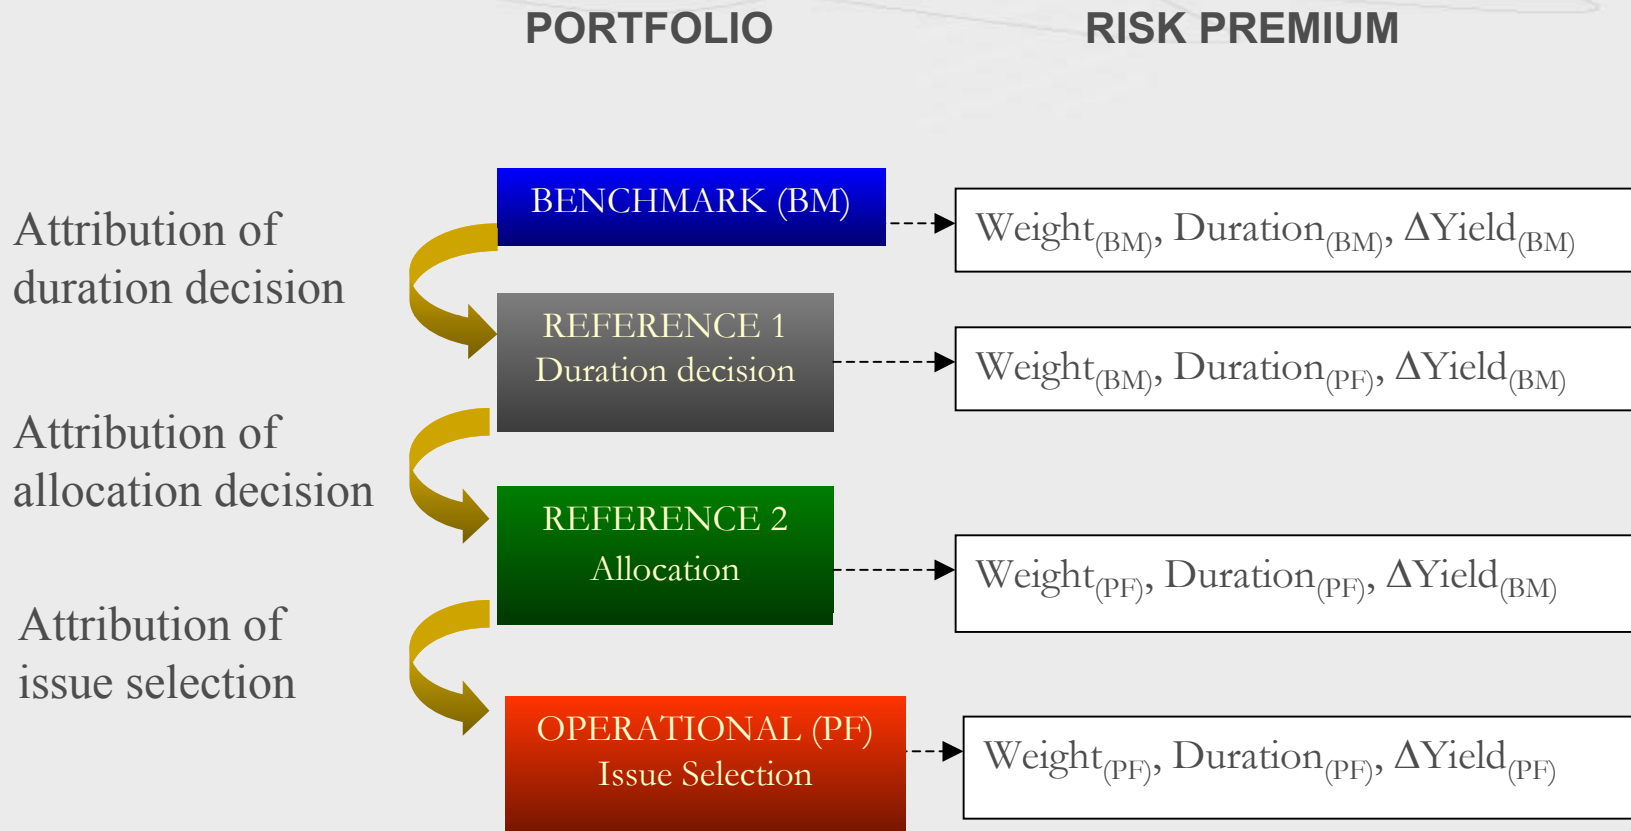 PORTFOLIO RISK PREMIUM
BENCHMARK (BM)
Weight(BM), Duration(BM), ΔYield(BM)
Attribution of
duration decision
REFERENCE 1
Duration decision
Weight(BM), Duration(PF), ΔYield(BM)
Attribution of
allocation decision
REFERENCE 2
Allocation
Weight(PF), Duration(PF), ΔYield(BM)
Attribution of
issue selection
OPERATIONAL (PF)
Issue Selection
Weight(PF), Duration(PF), ΔYield(PF)